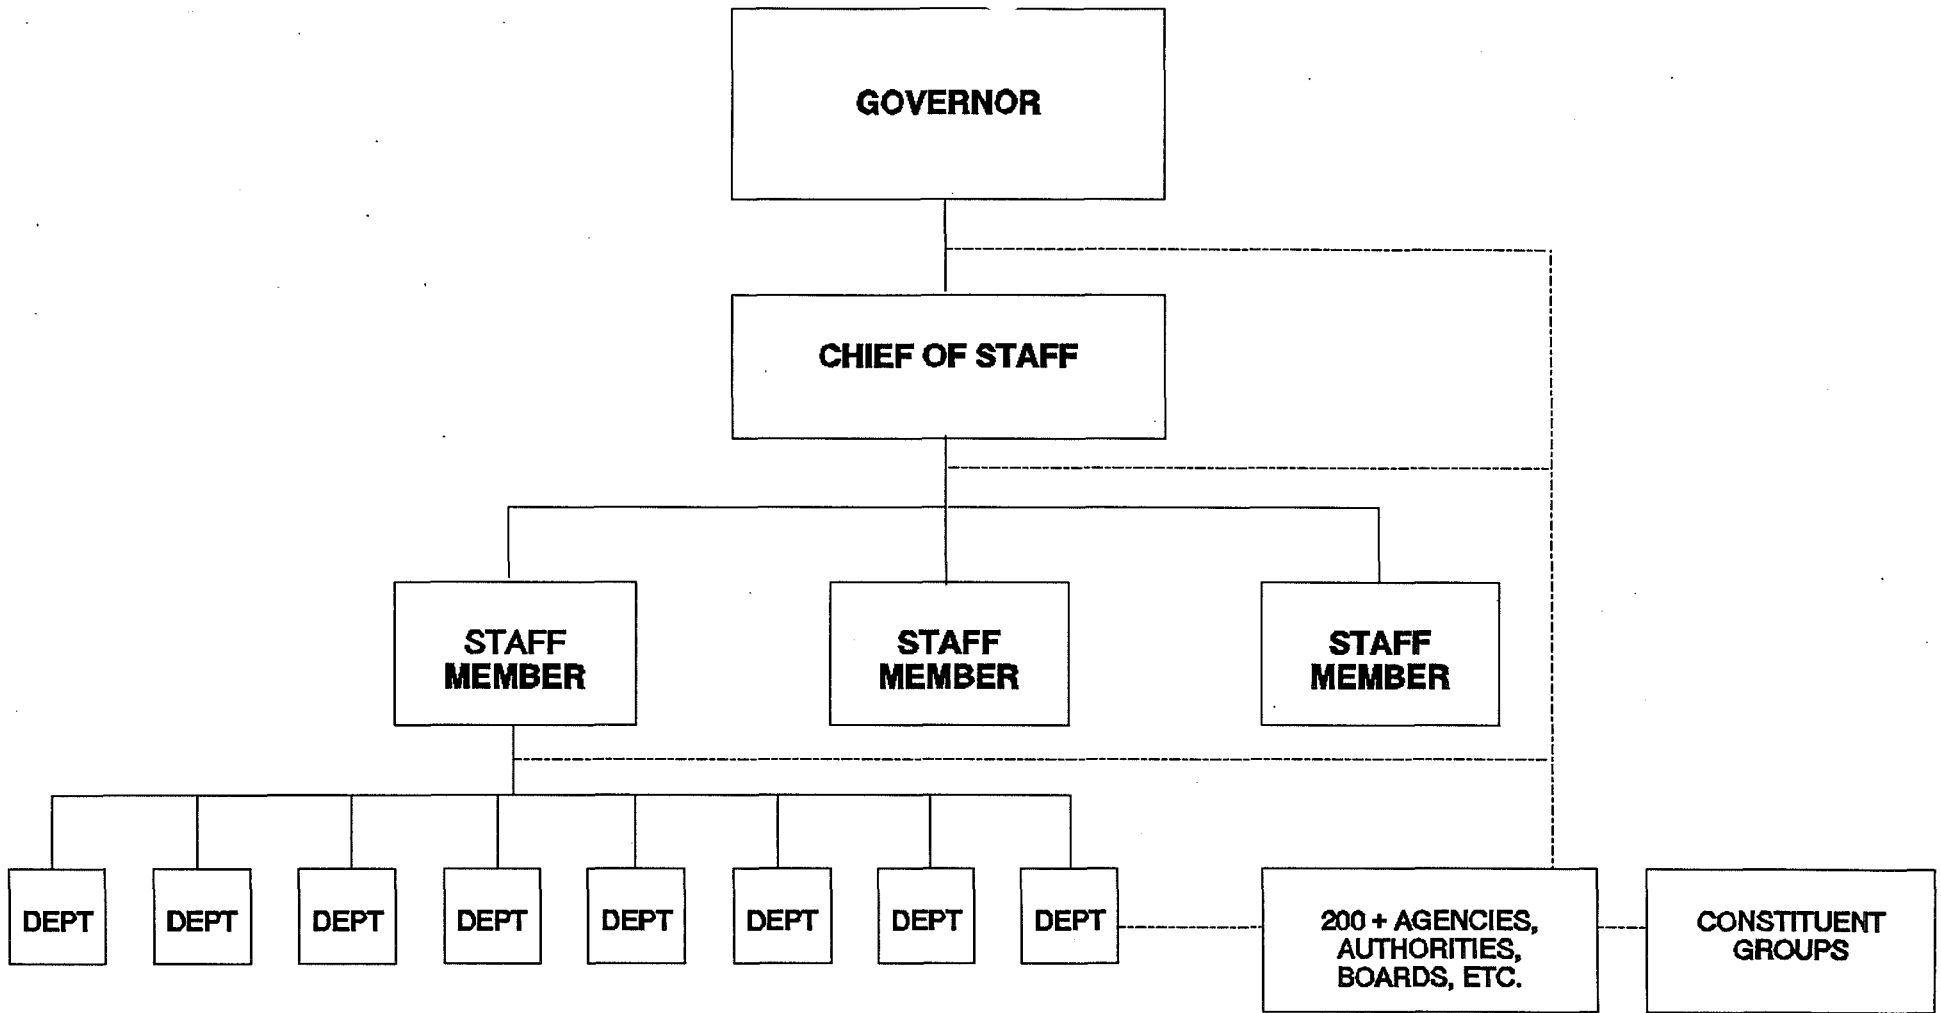 GOVERNOR
CHIEF OF STAFF
STAFF
MEMBER
STAFF
MEMBER
STAFF
MEMBER
DEPT
DEPT
DEPT
DEPT
DEPT
DEPT
DEPT
DEPT
200 + AGENCIES,
AUTHORITIES,
BOARDS, ETC.
CONSTITUENT
GROUPS